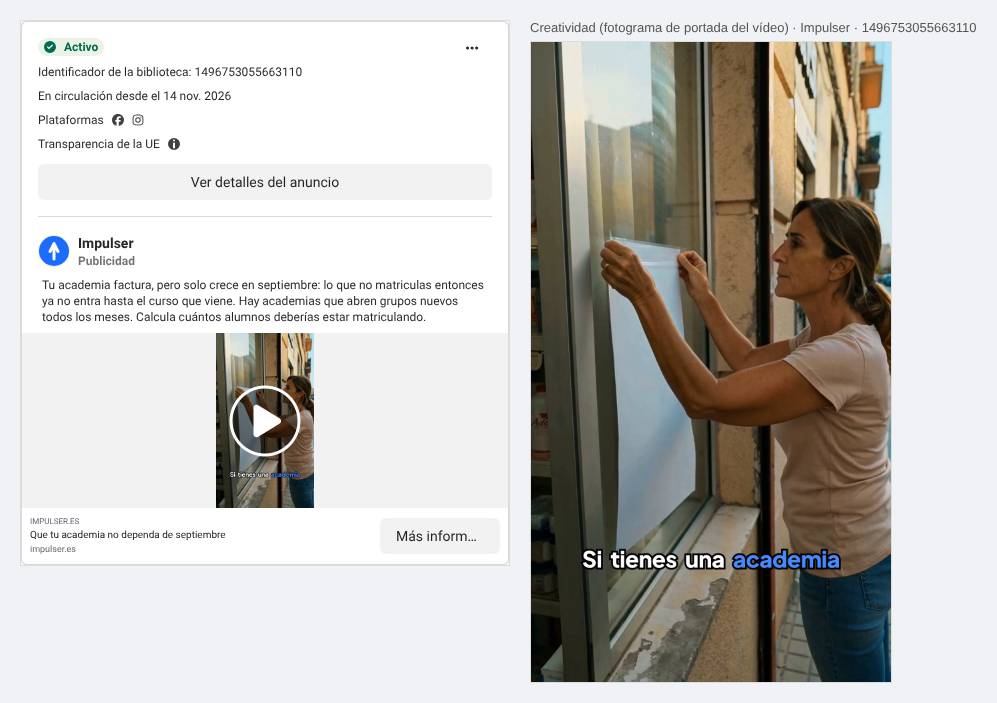 Activo
Identificador de la biblioteca: 1496753055663110
En circulación desde el 14 nov. 2026
Plataformas
Transparencia de la UE
Ver detalles del anuncio
Impulser
Publicidad
Tu academia factura, pero solo crece en septiembre: lo que no matriculas entonces
ya no entra hasta el curso que viene. Hay academias que abren grupos nuevos
todos los meses. Calcula cuántos alumnos deberías estar matriculando.
Si tienes una academia
IMPULSER.ES
Que tu academia no dependa de septiembre
impulser.es
Más inform...
Creatividad (fotograma de portada del vídeo) · Impulser · 1496753055663110
Si tienes una academia